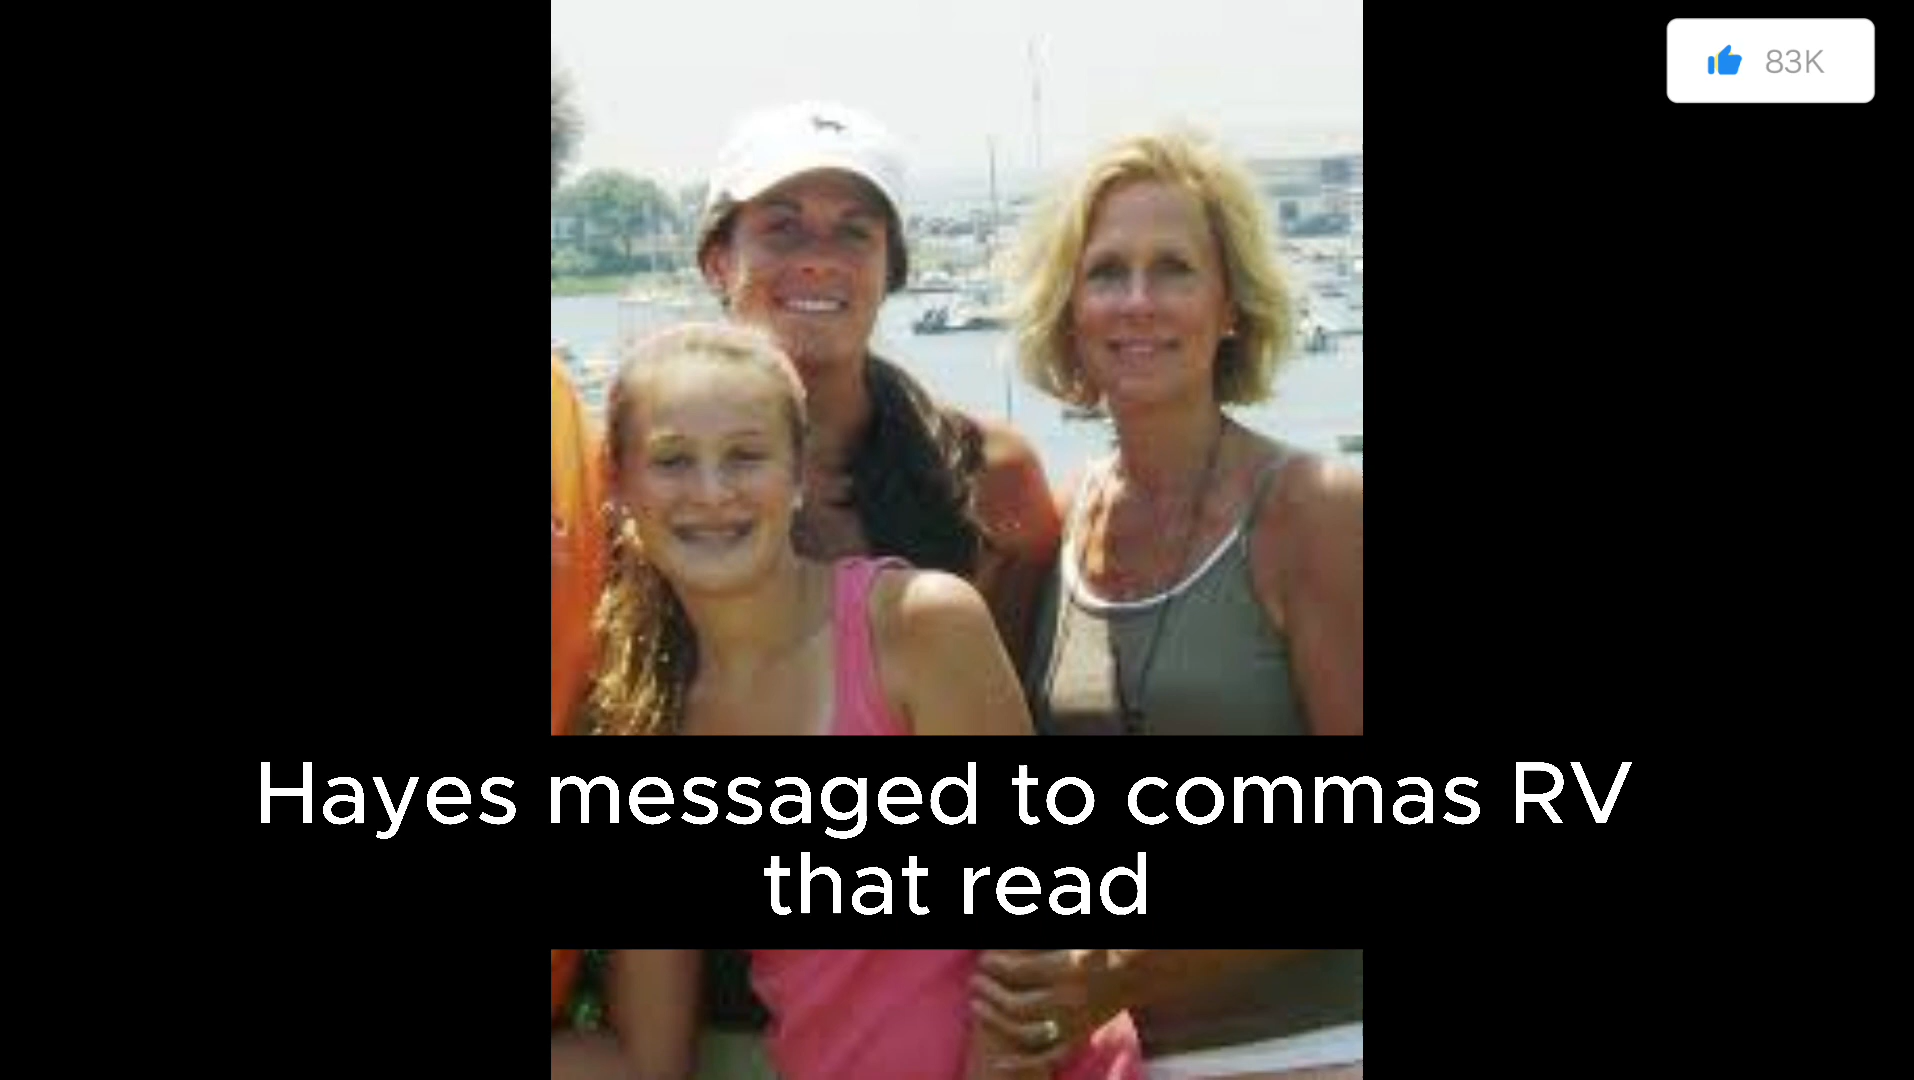 83K
Hayes messaged to commas RV
that read